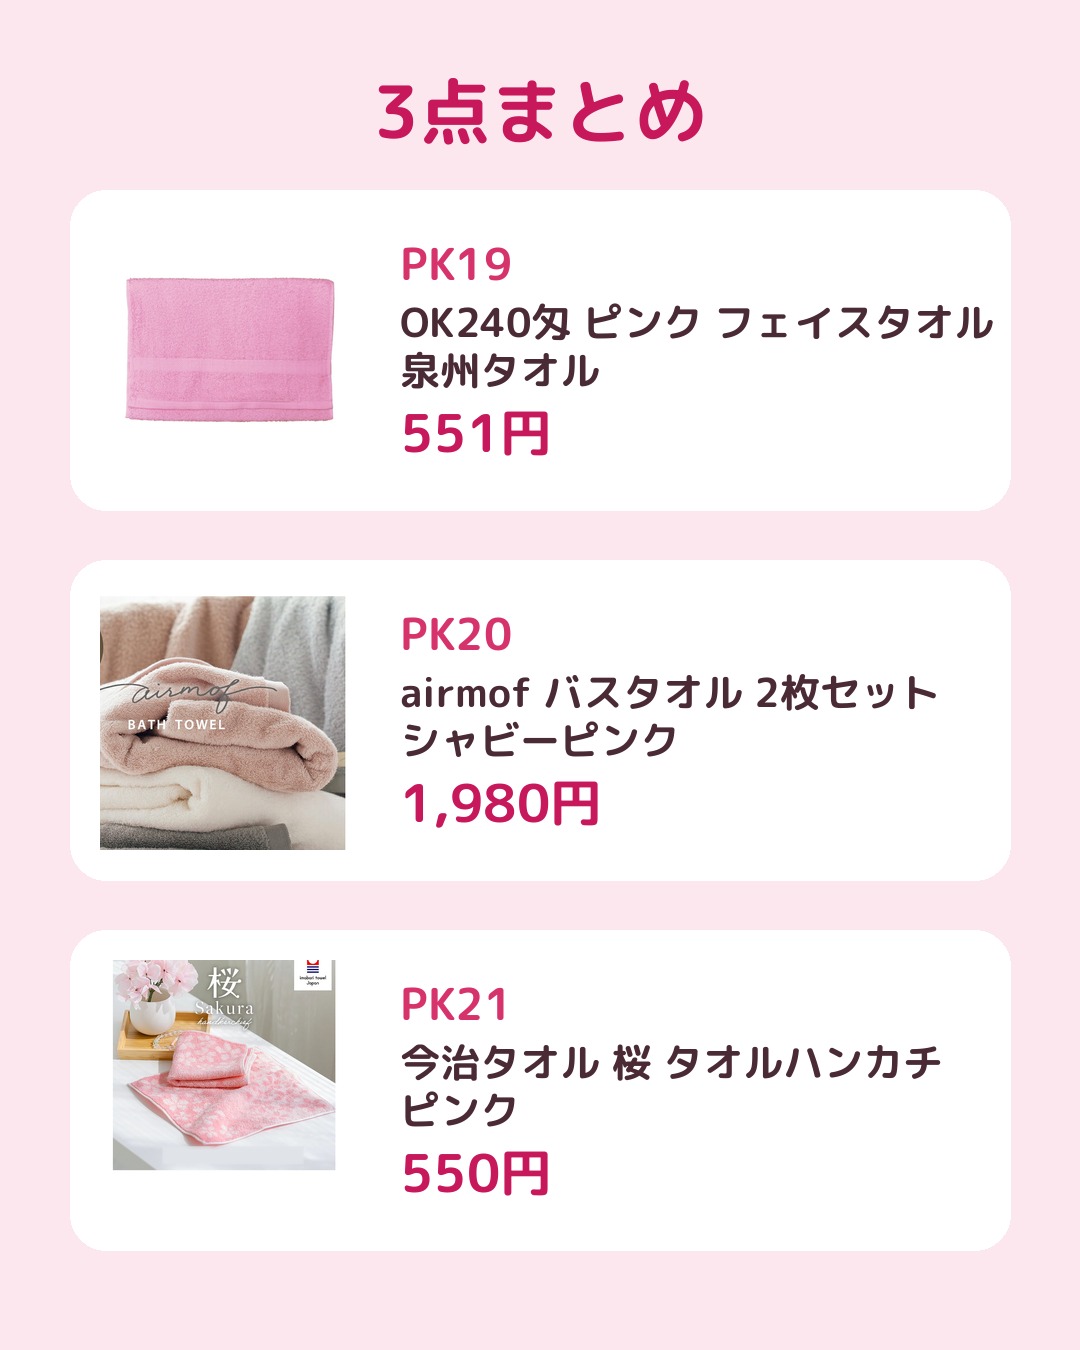 3点まとめ
PK19
OK240匁 ピンク フェイスタオル
泉州タオル
551円
airmof
BATH TOWEL
PK20
airmof バスタオル 2枚セット
シャビーピンク
1,980円
桜
Sakura
handkerchief
imabari towel
Japan
PK21
今治タオル 桜 タオルハンカチ
ピンク
550円